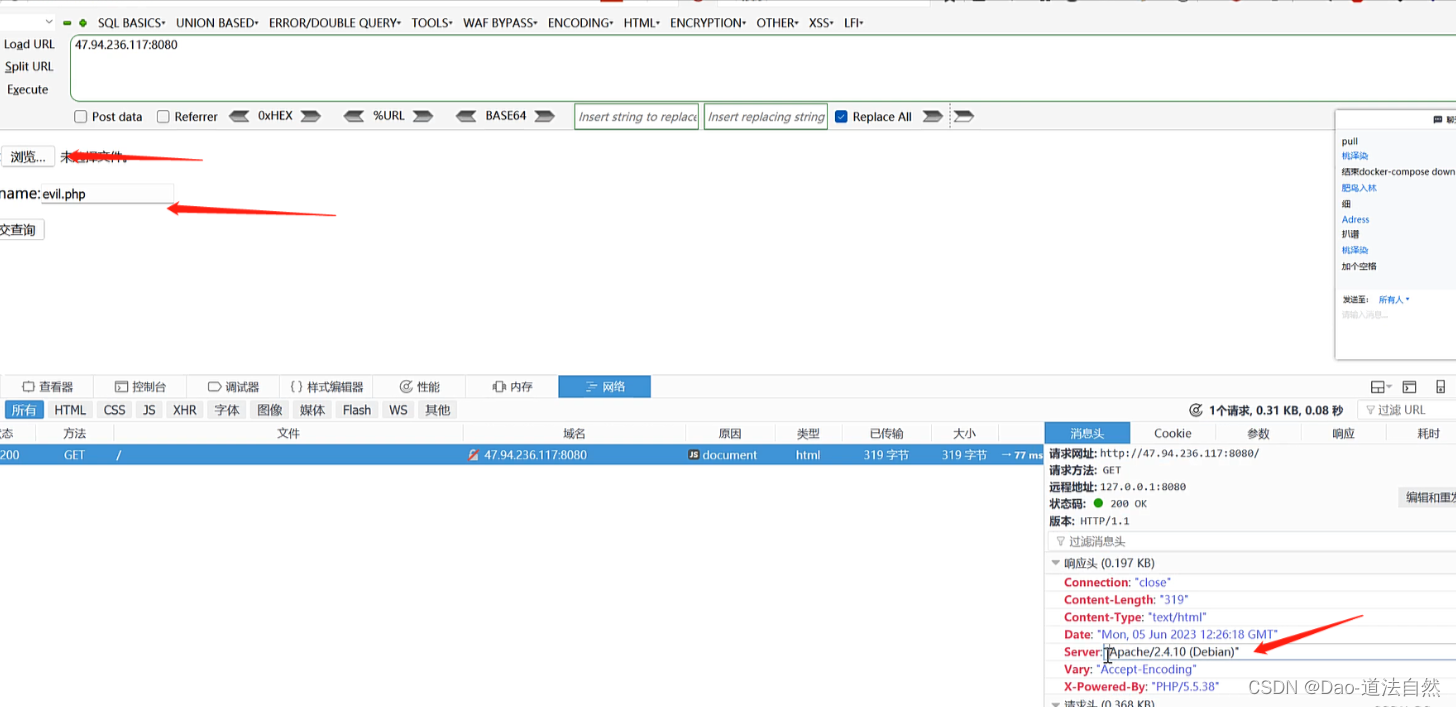 SQL BASICS▾ UNION BASED▾ ERROR/DOUBLE QUERY▾ TOOLS▾ WAF BYPASS▾ ENCODING▾ HTML▾ ENCRYPTION▾ OTHER▾ XSS▾ LFI▾
Load URL
47.94.236.117:8080
Split URL
Execute
Post data Referrer 0xHEX %URL BASE64 Insert string to replace Insert replacing string Replace All
浏览... 未选择文件。
name: evil.php
交查询
pull
桃泽染
结束docker-compose down
肥鸟入林
细
Adress
扒谱
桃泽染
加个空格
发送至: 所有人▾
请输入消息...
查看器 控制台 调试器 {} 样式编辑器 性能 内存 网络
所有 HTML CSS JS XHR 字体 图像 媒体 Flash WS 其他 1个请求, 0.31 KB, 0.08 秒 过滤 URL
态 方法 文件 域名 原因 类型 已传输 大小
200 GET / 47.94.236.117:8080 JS document html 319 字节 319 字节 → 77 ms
消息头 Cookie 参数 响应 耗时
请求网址: http://47.94.236.117:8080/
请求方法: GET
远程地址: 127.0.0.1:8080
状态码: 200 OK
编辑和重发
版本: HTTP/1.1
过滤消息头
响应头 (0.197 KB)
Connection: "close"
Content-Length: "319"
Content-Type: "text/html"
Date: "Mon, 05 Jun 2023 12:26:18 GMT"
Server: "Apache/2.4.10 (Debian)"
Vary: "Accept-Encoding"
X-Powered-By: "PHP/5.5.38"
请求头 (0.368 KB)
CSDN @Dao-道法自然